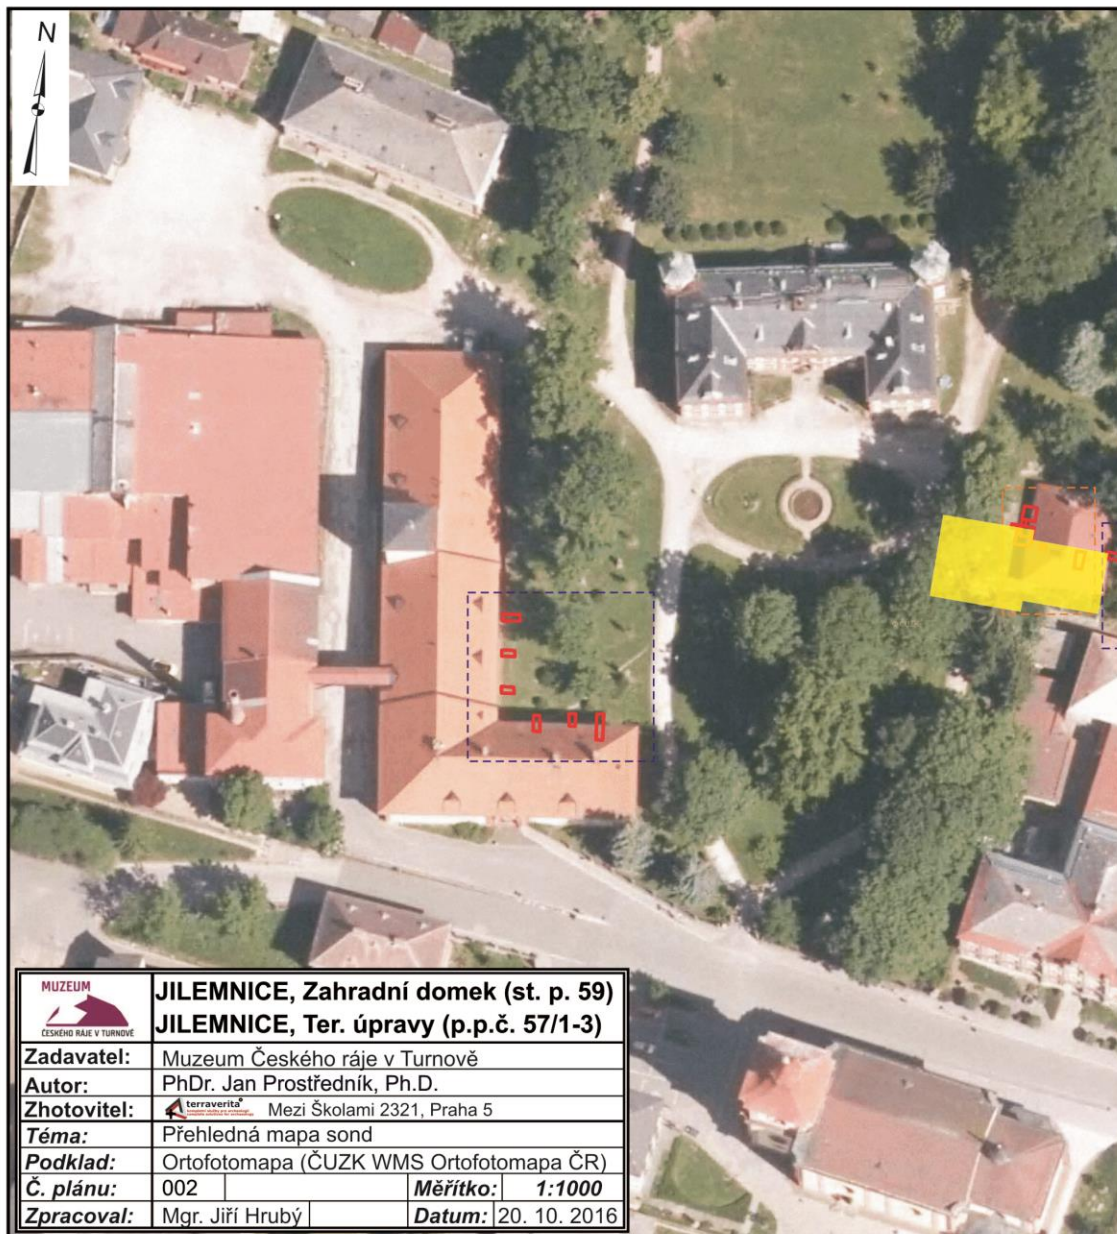 N
MUZEUM
ČESKÉHO RÁJE V TURNOVĚ
JILEMNICE, Zahradní domek (st. p. 59)
JILEMNICE, Ter. úpravy (p.p.č. 57/1-3)
Zadavatel: Muzeum Českého ráje v Turnově
Autor: PhDr. Jan Prostředník, Ph.D.
Zhotovitel: terraverita Mezi Školami 2321, Praha 5
Téma: Přehledná mapa sond
Podklad: Ortofotomapa (ČUZK WMS Ortofotomapa ČR)
Č. plánu: 002 Měřítko: 1:1000
Zpracoval: Mgr. Jiří Hrubý Datum: 20. 10. 2016